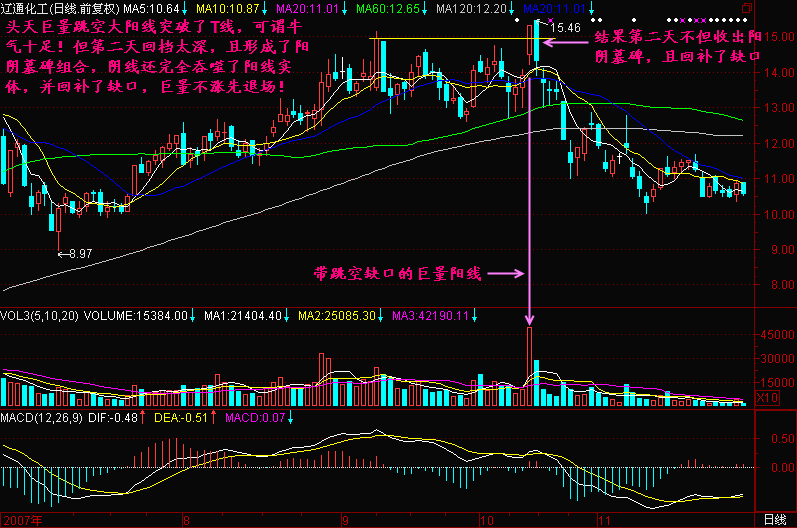 辽通化工(日线.前复权) MA5:10.64↓ MA10:10.87↓ MA20:11.01↓ MA60:12.65↓ MA120:12.20↓ MA20:11.01↓
头天巨量跳空大阳线突破了T线，可谓牛
气十足！但第二天回档太深，且形成了阳
阴墓碑组合，阴线还完全吞噬了阳线实
体，并回补了缺口，巨量不涨先退场！
←15.46
结果第二天不但收出阳
阴墓碑，且回补了缺口
15.00
14.00
13.00
12.00
11.00
10.00
9.00
8.00
←8.97
带跳空缺口的巨量阳线
VOL3(5,10,20) VOLUME:15384.00↓ MA1:21404.40↓ MA2:25085.30↓ MA3:42190.11↓
45000
30000
15000
X10
MACD(12,26,9) DIF:-0.48↑ DEA:-0.51↑ MACD:0.07↓
0.50
0.00
2007年 8 9 10 11 日线